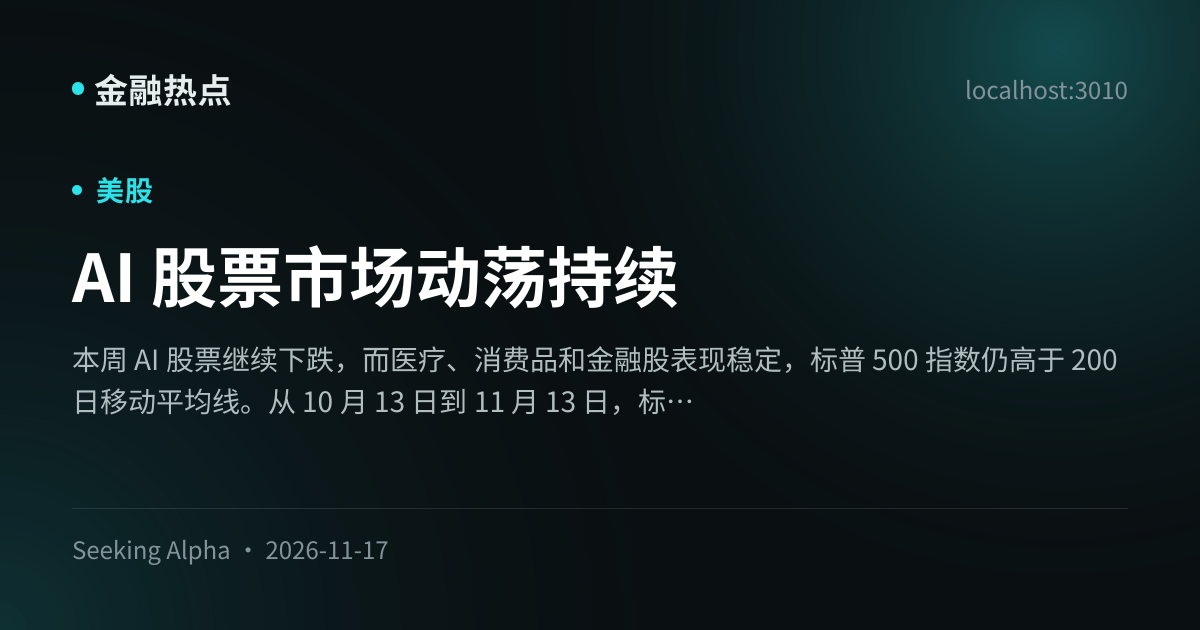 金融热点
localhost:3010
美股
AI 股票市场动荡持续
本周 AI 股票继续下跌，而医疗、消费品和金融股表现稳定，标普 500 指数仍高于 200
日移动平均线。从 10 月 13 日到 11 月 13 日，标…
Seeking Alpha · 2026-11-17